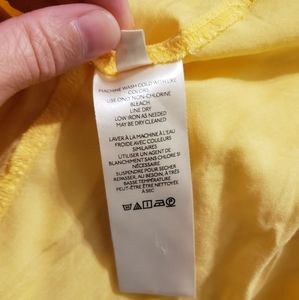 MACHINE WASH COLD WITH LIKE
COLORS
USE ONLY NON-CHLORINE
BLEACH
LINE DRY
LOW IRON AS NEEDED
MAY BE DRY CLEANED
LAVER À LA MACHINE À L'EAU
FROIDE AVEC COULEURS
SIMILAIRES
UTILISER UN AGENT DE
BLANCHIMENT SANS CHLORE SI
NÉCESSAIRE
SUSPENDRE POUR SÉCHER
REPASSER, AU BESOIN, À TRÈS
BASSE TEMPÉRATURE
PEUT-ÊTRE ÊTRE NETTOYÉE
À SEC